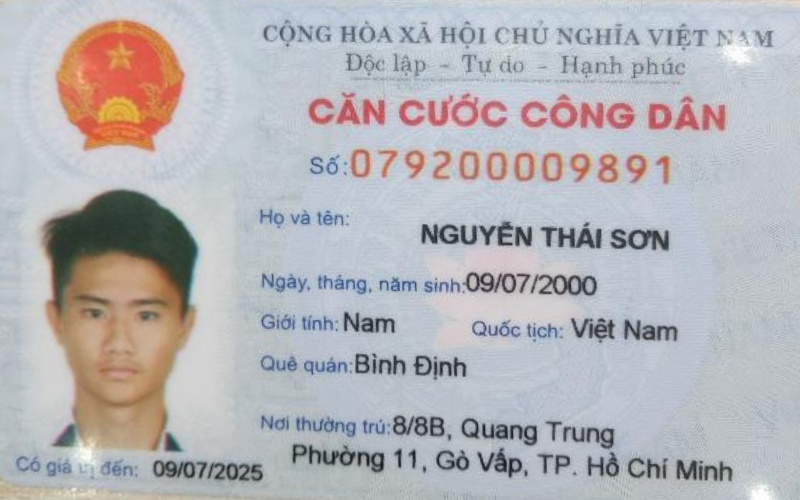 CỘNG HÒA XÃ HỘI CHỦ NGHĨA VIỆT NAM
Độc lập - Tự do - Hạnh phúc
CĂN CƯỚC CÔNG DÂN
Số: 079200009891
Họ và tên: NGUYỄN THÁI SƠN
Ngày, tháng, năm sinh: 09/07/2000
Giới tính: Nam Quốc tịch: Việt Nam
Quê quán: Bình Định
Nơi thường trú: 8/8B, Quang Trung
Phường 11, Gò Vấp, TP. Hồ Chí Minh
Có giá trị đến: 09/07/2025